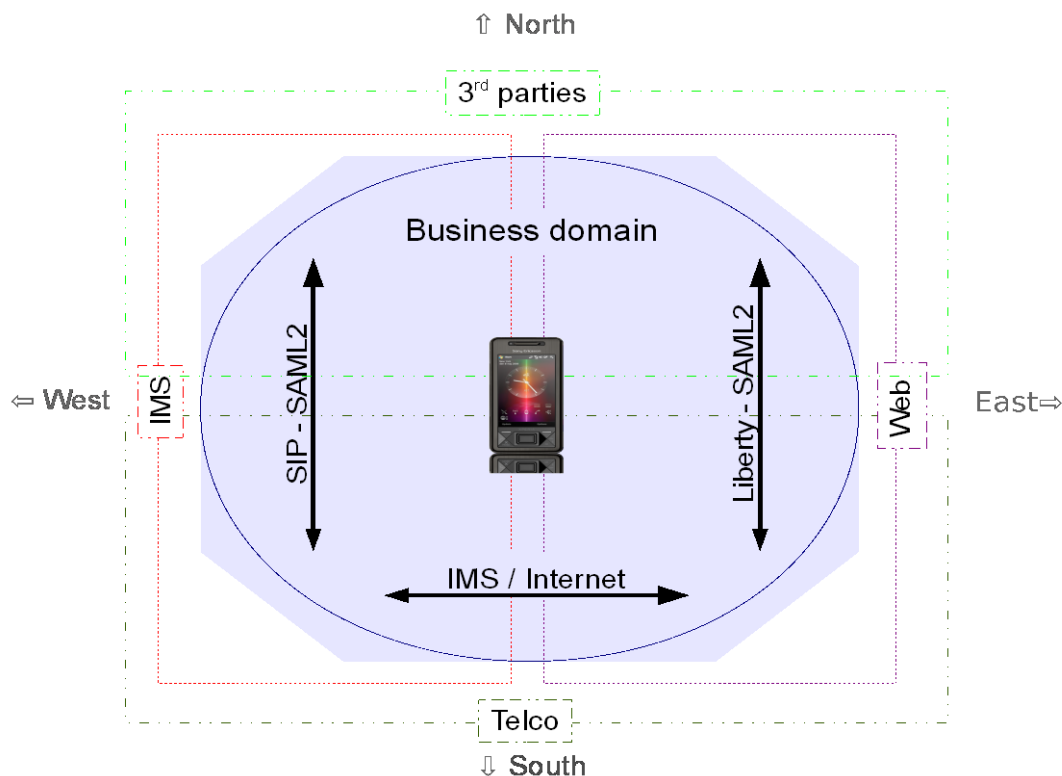 ⇧ North
3rd parties
Business domain
SIP - SAML2
Liberty - SAML2
⇦ West
IMS
Web
East⇨
IMS / Internet
Telco
⇩ South